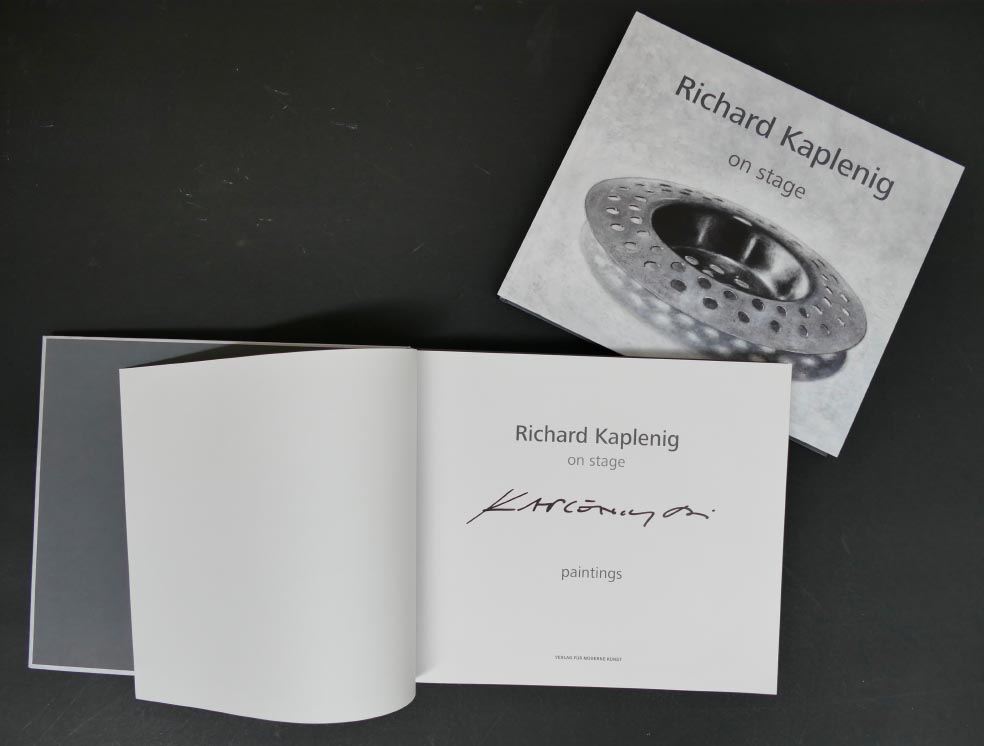 Richard Kaplenig
on stage
Richard Kaplenig
on stage
paintings
VERLAG FÜR MODERNE KUNST